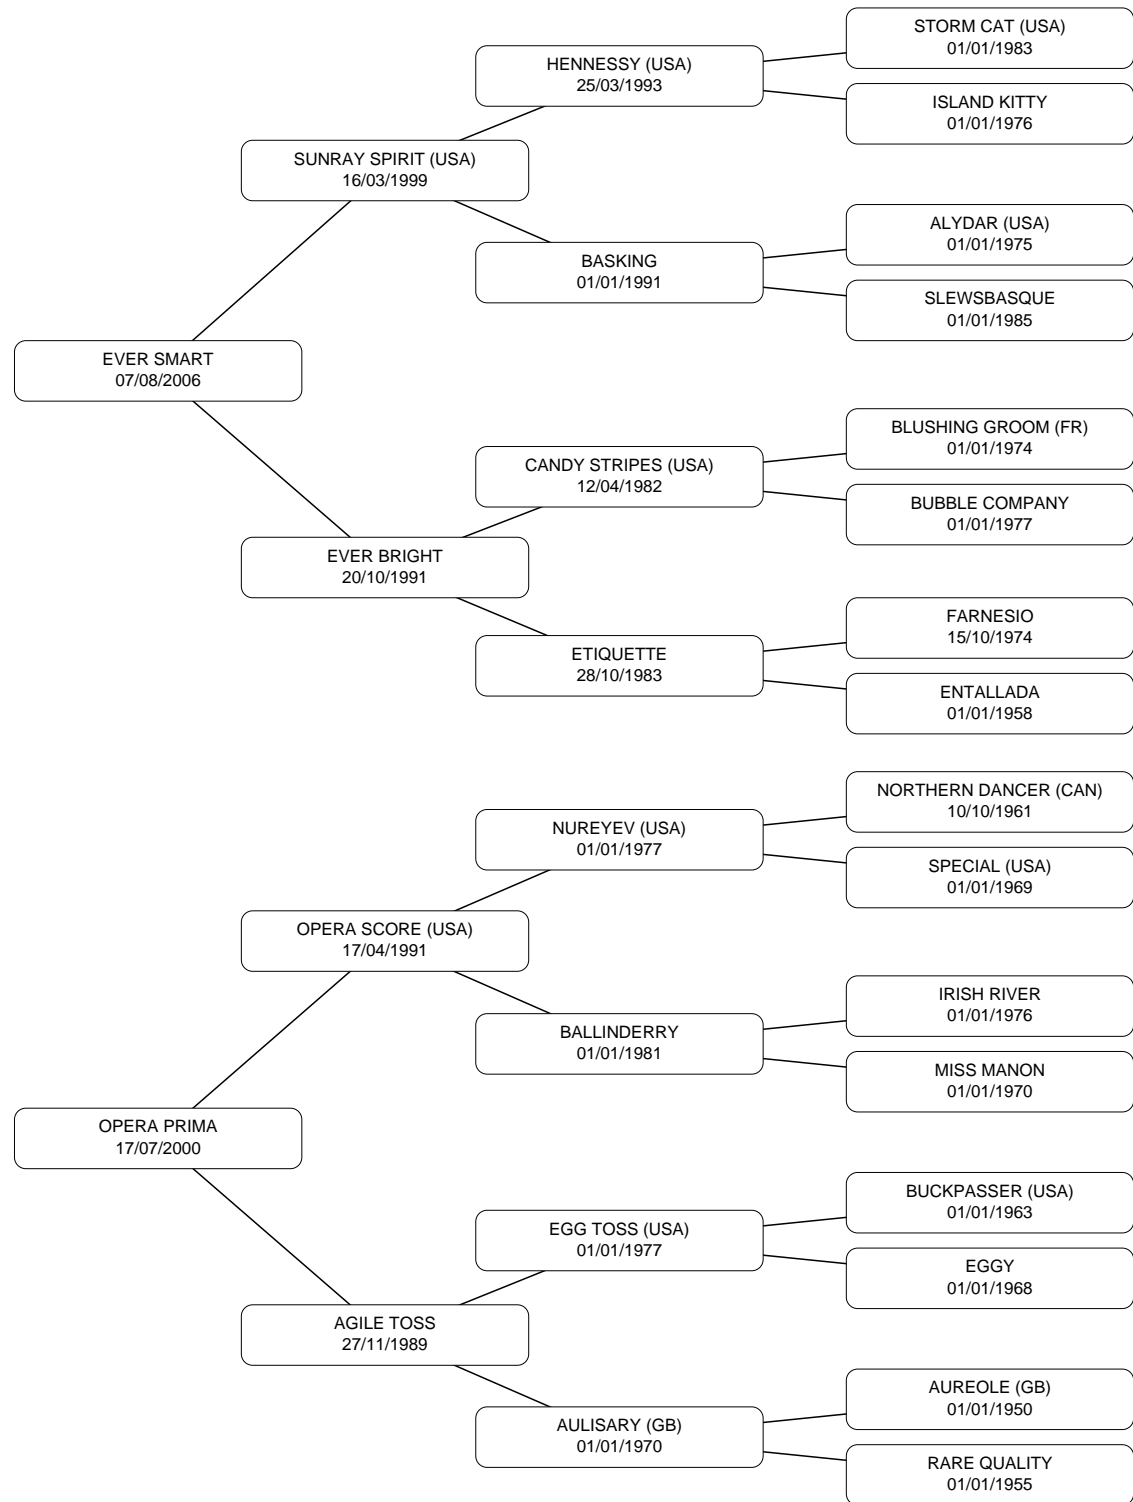 STORM CAT (USA)
01/01/1983
HENNESSY (USA)
25/03/1993
ISLAND KITTY
01/01/1976
SUNRAY SPIRIT (USA)
16/03/1999
ALYDAR (USA)
01/01/1975
BASKING
01/01/1991
SLEWSBASQUE
01/01/1985
EVER SMART
07/08/2006
BLUSHING GROOM (FR)
01/01/1974
CANDY STRIPES (USA)
12/04/1982
BUBBLE COMPANY
01/01/1977
EVER BRIGHT
20/10/1991
FARNESIO
15/10/1974
ETIQUETTE
28/10/1983
ENTALLADA
01/01/1958
NORTHERN DANCER (CAN)
10/10/1961
NUREYEV (USA)
01/01/1977
SPECIAL (USA)
01/01/1969
OPERA SCORE (USA)
17/04/1991
IRISH RIVER
01/01/1976
BALLINDERRY
01/01/1981
MISS MANON
01/01/1970
OPERA PRIMA
17/07/2000
BUCKPASSER (USA)
01/01/1963
EGG TOSS (USA)
01/01/1977
EGGY
01/01/1968
AGILE TOSS
27/11/1989
AUREOLE (GB)
01/01/1950
AULISARY (GB)
01/01/1970
RARE QUALITY
01/01/1955